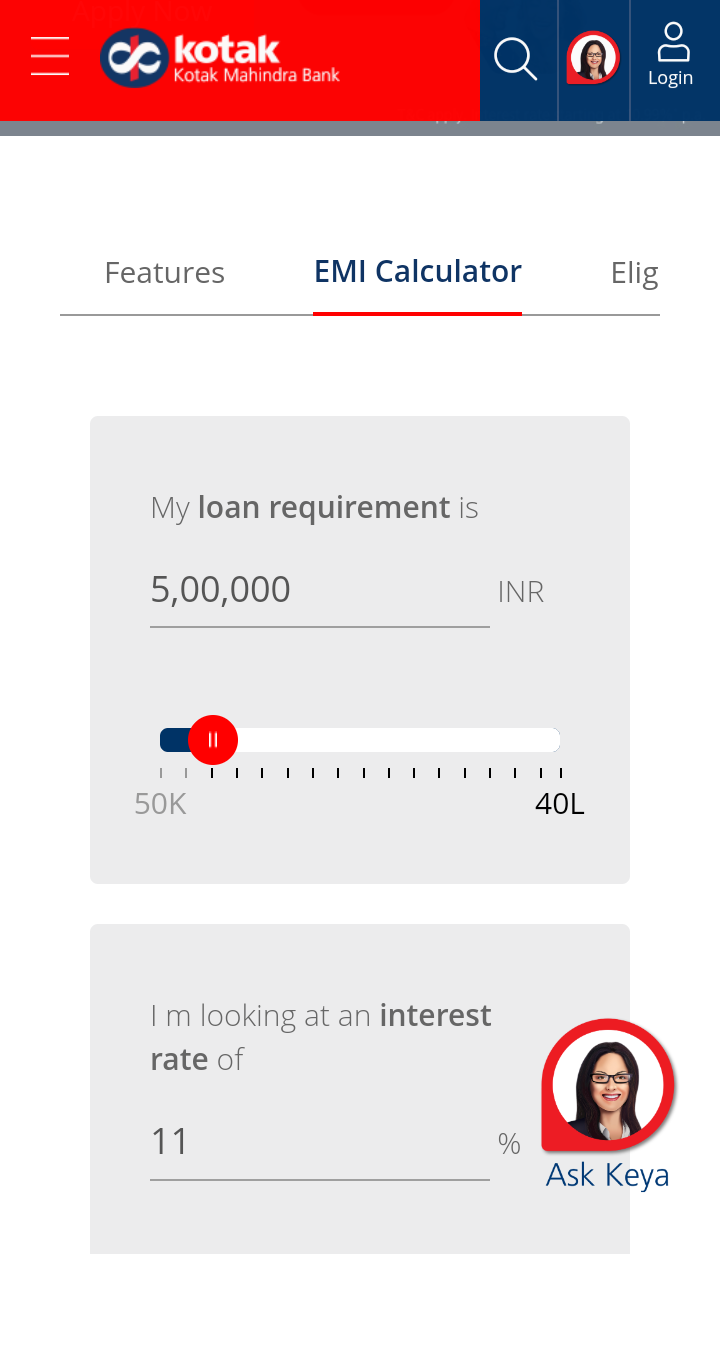 kotak
Kotak Mahindra Bank
Login
Features
EMI Calculator
Elig
My loan requirement is
5,00,000 INR
50K 40L
I m looking at an interest
rate of
11 %
Ask Keya